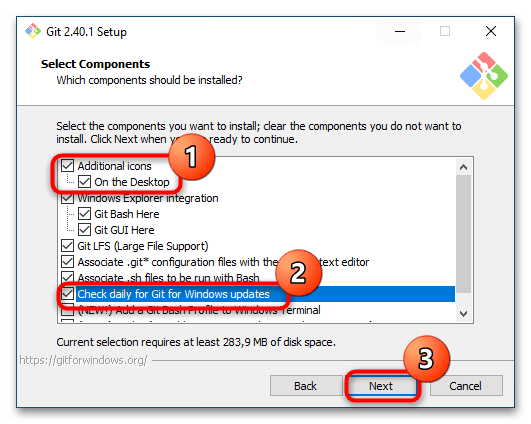 Git 2.40.1 Setup
Select Components
Which components should be installed?
Select the components you want to install; clear the components you do not want to
install. Click Next when ready to continue.
1
Additional icons
On the Desktop
Windows Explorer integration
Git Bash Here
Git GUI Here
Git LFS (Large File Support)
2
Associate .git* configuration files with the text editor
Associate .sh files to be run with Bash
Check daily for Git for Windows updates
(NEW!) Add a Git Bash Profile to Windows Terminal
Current selection requires at least 283,9 MB of disk space.
3
https://gitforwindows.org/
Back
Next
Cancel